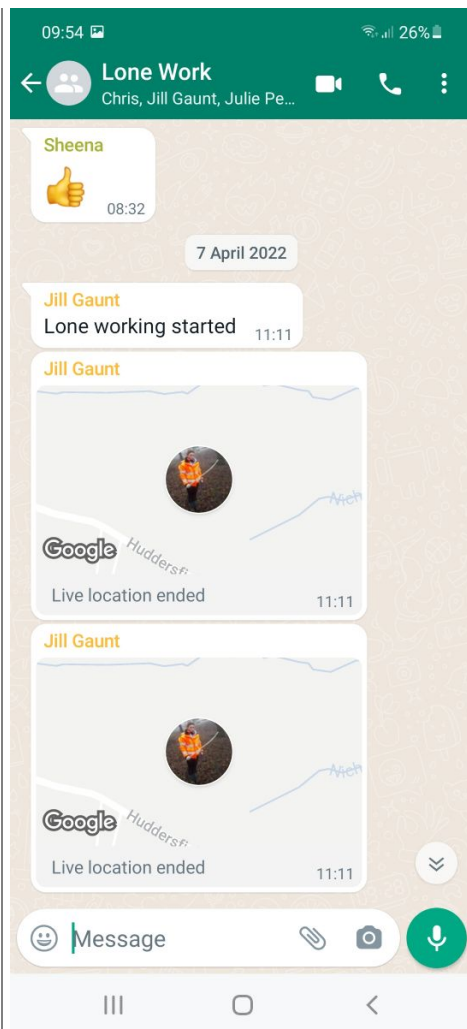 09:54 26%
Lone Work
Chris, Jill Gaunt, Julie Pe...
Sheena
08:32
7 April 2022
Jill Gaunt
Lone working started 11:11
Jill Gaunt
Google Huddersfi
Live location ended 11:11
Jill Gaunt
Google Huddersfi
Live location ended 11:11
Message